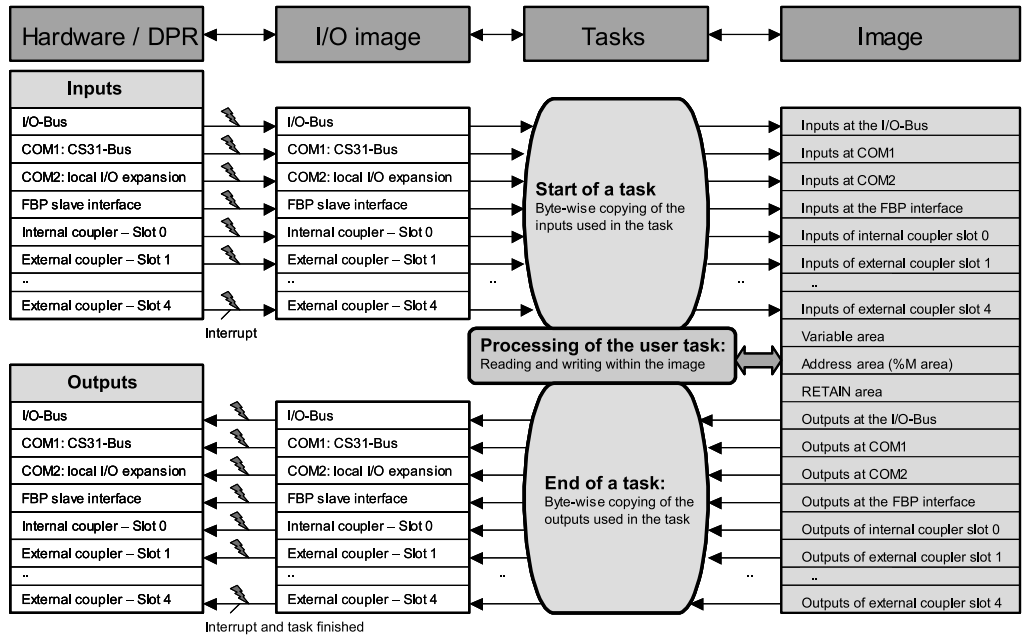 Hardware / DPR
I/O image
Tasks
Image
Inputs
I/O-Bus
COM1: CS31-Bus
COM2: local I/O expansion
FBP slave interface
Internal coupler – Slot 0
External coupler – Slot 1
..
External coupler – Slot 4
Interrupt
I/O-Bus
COM1: CS31-Bus
COM2: local I/O expansion
FBP slave interface
Internal coupler – Slot 0
External coupler – Slot 1
..
External coupler – Slot 4
..
Start of a task
Byte-wise copying of the
inputs used in the task
..
Processing of the user task:
Reading and writing within the image
Inputs at the I/O-Bus
Inputs at COM1
Inputs at COM2
Inputs at the FBP interface
Inputs of internal coupler slot 0
Inputs of external coupler slot 1
..
Inputs of external coupler slot 4
Variable area
Address area (%M area)
RETAIN area
Outputs at the I/O-Bus
Outputs at COM1
Outputs at COM2
Outputs at the FBP interface
Outputs of internal coupler slot 0
Outputs of external coupler slot 1
..
Outputs of external coupler slot 4
Outputs
I/O-Bus
COM1: CS31-Bus
COM2: local I/O expansion
FBP slave interface
Internal coupler – Slot 0
External coupler – Slot 1
..
External coupler – Slot 4
Interrupt and task finished
I/O-Bus
COM1: CS31-Bus
COM2: local I/O expansion
FBP slave interface
Internal coupler – Slot 0
External coupler – Slot 1
..
External coupler – Slot 4
..
End of a task:
Byte-wise copying of the
outputs used in the task
..